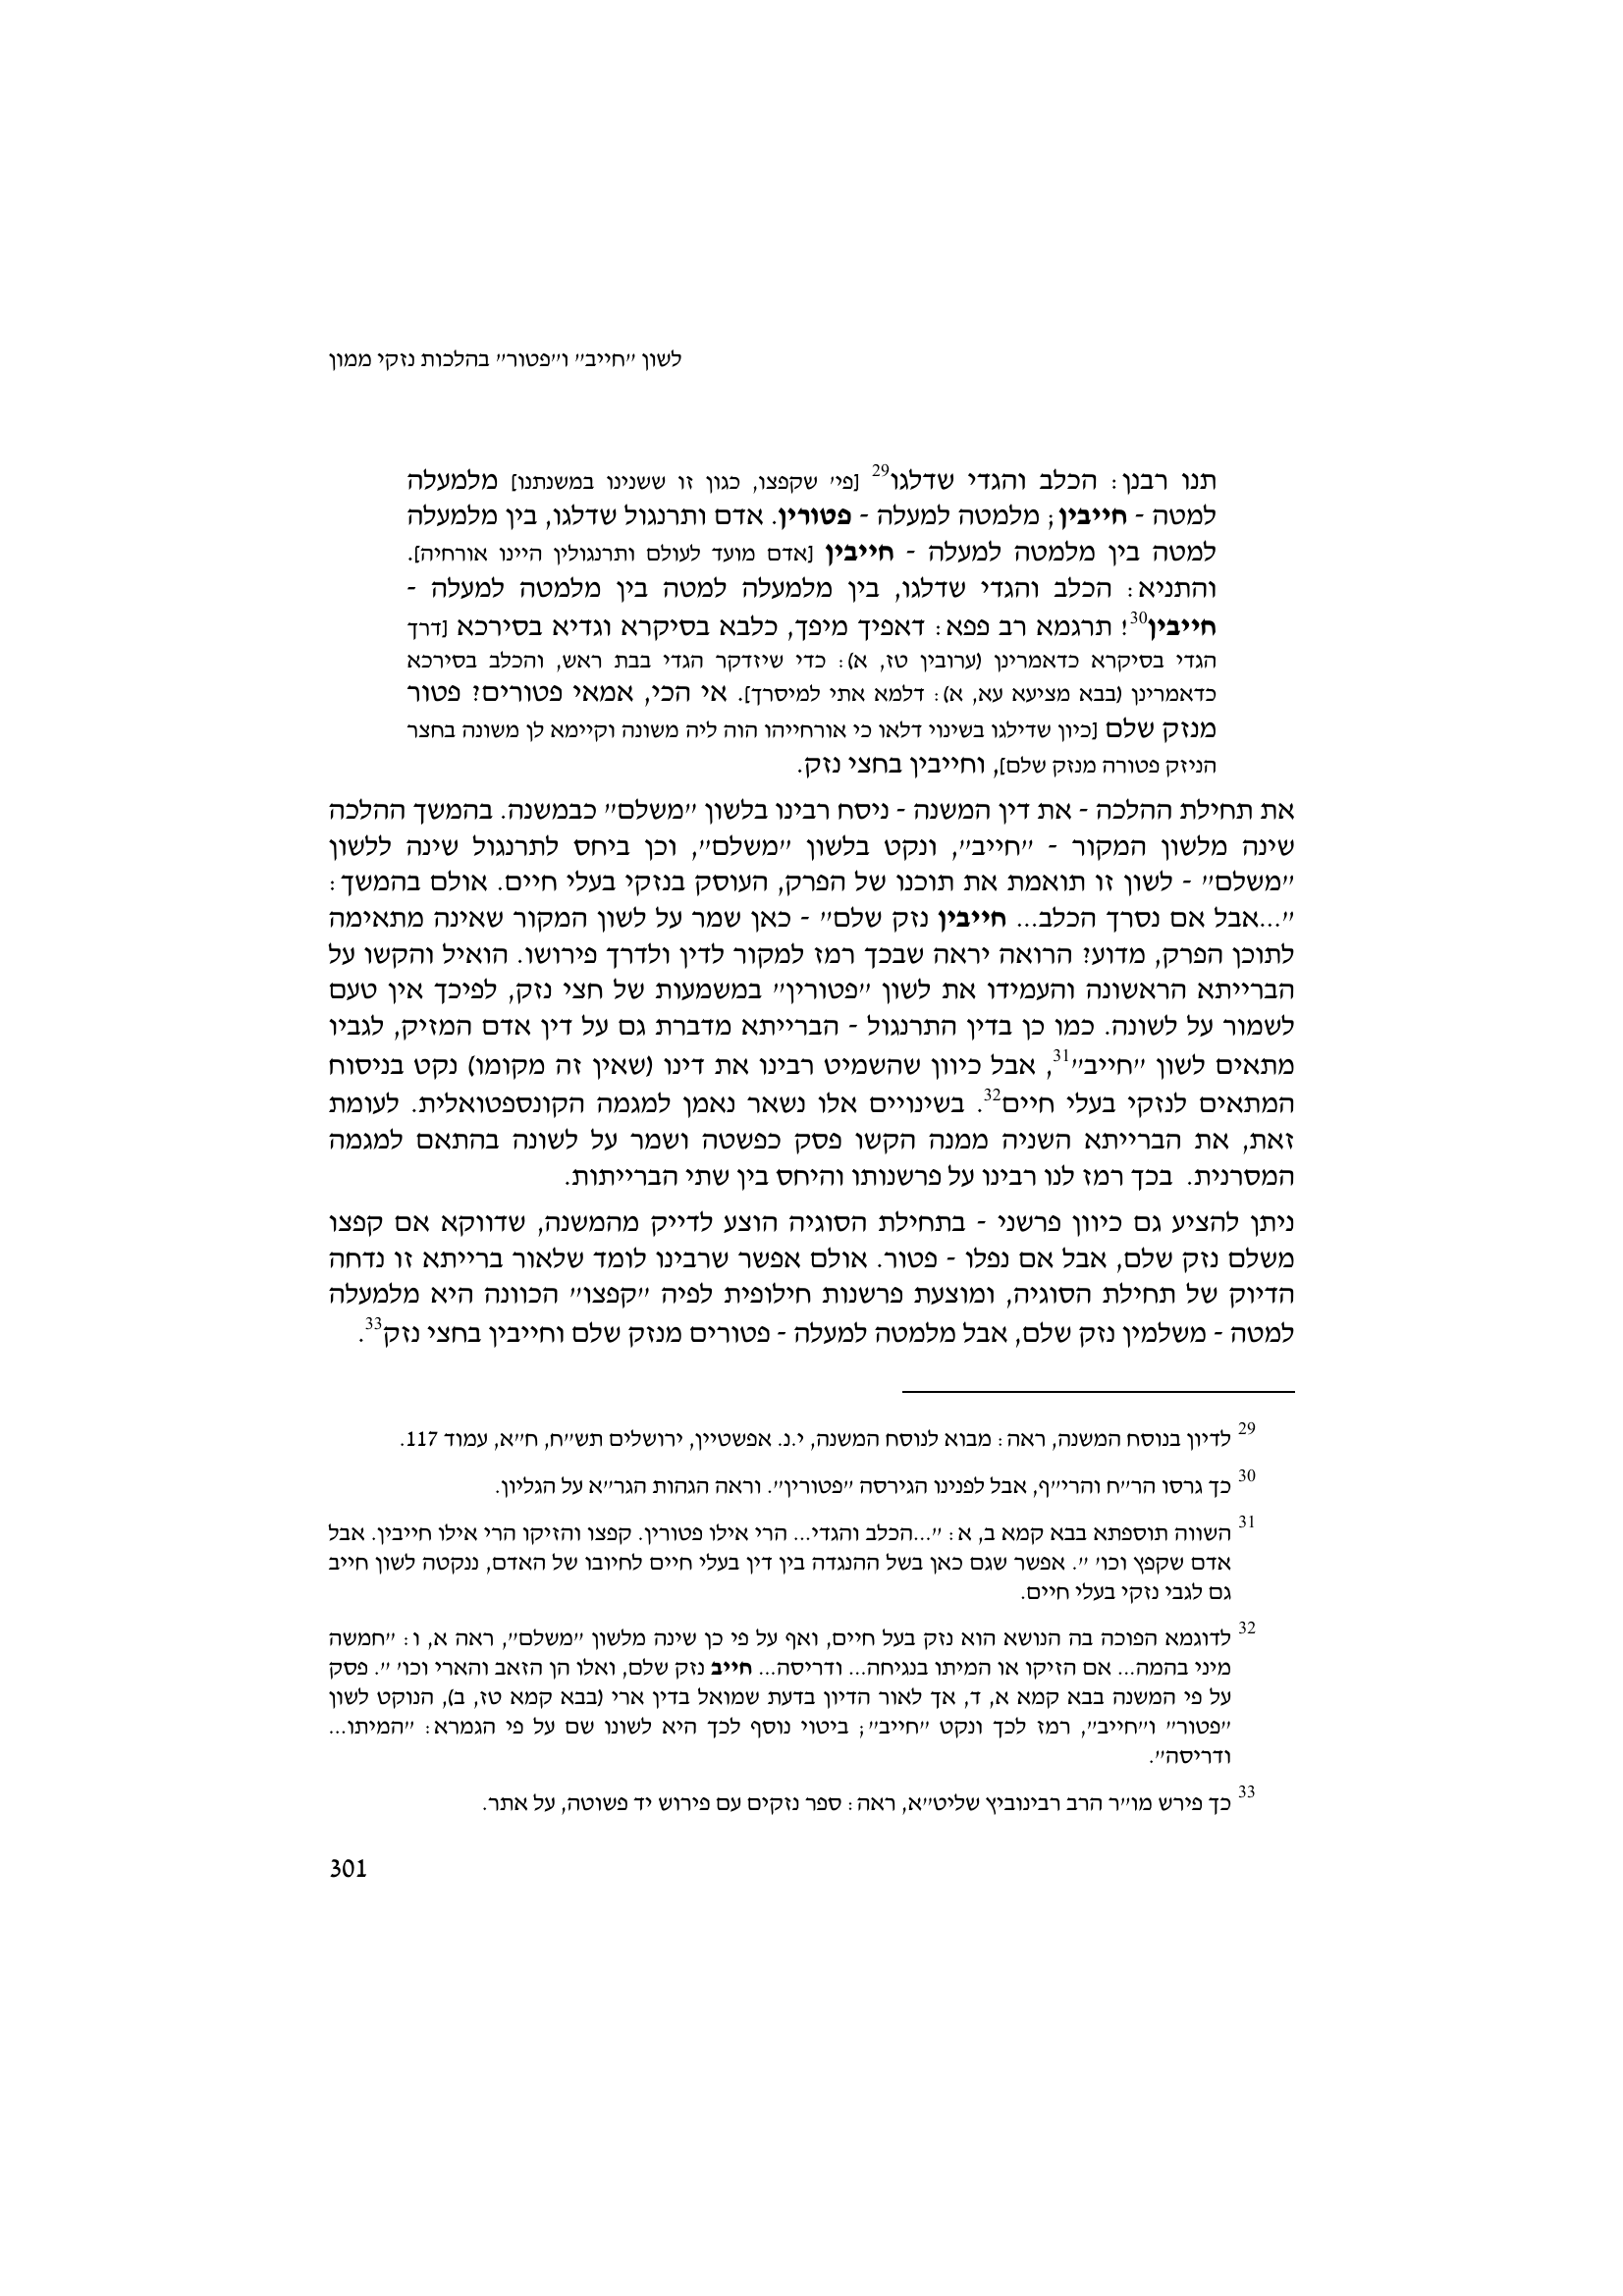 לשון "חייב" ו"פטור" בהלכות נזקי ממון
תנו רבנן: הכלב והגדי שדלגו29 [פי' שקפצו, כגון זו ששנינו במשנתנו] מלמעלה
למטה - חייבין; מלמטה למעלה - פטורין. אדם ותרנגול שדלגו, בין מלמעלה
למטה בין מלמטה למעלה - חייבין [אדם מועד לעולם ותרנגולין היינו אורחיה].
והתניא: הכלב והגדי שדלגו, בין מלמעלה למטה בין מלמטה למעלה -
חייבין30! תרגמא רב פפא: דאפיך מיפך, כלבא בסיקרא וגדיא בסירכא [דרך
הגדי בסיקרא כדאמרינן (ערובין טז, א): כדי שיזדקר הגדי בבת ראש, והכלב בסירכא
כדאמרינן (בבא מציעא עא, א): דלמא אתי למיסרך]. אי הכי, אמאי פטורים? פטור
מנזק שלם [כיון שדילגו בשינוי דלאו כי אורחייהו הוה ליה משונה וקיימא לן משונה בחצר
הניזק פטורה מנזק שלם], וחייבין בחצי נזק.
את תחילת ההלכה - את דין המשנה - ניסח רבינו בלשון "משלם" כבמשנה. בהמשך ההלכה
שינה מלשון המקור - "חייב", ונקט בלשון "משלם", וכן ביחס לתרנגול שינה ללשון
"משלם" - לשון זו תואמת את תוכנו של הפרק, העוסק בנזקי בעלי חיים. אולם בהמשך:
"...אבל אם נסרך הכלב... חייבין נזק שלם" - כאן שמר על לשון המקור שאינה מתאימה
לתוכן הפרק, מדוע? הרואה יראה שבכך רמז למקור לדין ולדרך פירושו. הואיל והקשו על
הברייתא הראשונה והעמידו את לשון "פטורין" במשמעות של חצי נזק, לפיכך אין טעם
לשמור על לשונה. כמו כן בדין התרנגול - הברייתא מדברת גם על דין אדם המזיק, לגביו
מתאים לשון "חייב"31, אבל כיוון שהשמיט רבינו את דינו (שאין זה מקומו) נקט בניסוח
המתאים לנזקי בעלי חיים32. בשינויים אלו נשאר נאמן למגמה הקונספטואלית. לעומת
זאת, את הברייתא השניה ממנה הקשו פסק כפשטה ושמר על לשונה בהתאם למגמה
המסרנית. בכך רמז לנו רבינו על פרשנותו והיחס בין שתי הברייתות.
ניתן להציע גם כיוון פרשני - בתחילת הסוגיה הוצע לדייק מהמשנה, שדווקא אם קפצו
משלם נזק שלם, אבל אם נפלו - פטור. אולם אפשר שרבינו לומד שלאור ברייתא זו נדחה
הדיוק של תחילת הסוגיה, ומוצעת פרשנות חילופית לפיה "קפצו" הכוונה היא מלמעלה
למטה - משלמין נזק שלם, אבל מלמטה למעלה - פטורים מנזק שלם וחייבין בחצי נזק33.
29 לדיון בנוסח המשנה, ראה: מבוא לנוסח המשנה, י.נ. אפשטיין, ירושלים תש"ח, ח"א, עמוד 117.
30 כך גרסו הר"ח והרי"ף, אבל לפנינו הגירסה "פטורין". וראה הגהות הגר"א על הגליון.
31 השווה תוספתא בבא קמא ב, א: "...הכלב והגדי... הרי אילו פטורין. קפצו והזיקו הרי אילו חייבין. אבל
אדם שקפץ וכו' ". אפשר שגם כאן בשל ההנגדה בין דין בעלי חיים לחיובו של האדם, ננקטה לשון חייב
גם לגבי נזקי בעלי חיים.
32 לדוגמא הפוכה בה הנושא הוא נזק בעל חיים, ואף על פי כן שינה מלשון "משלם", ראה א, ו: "חמשה
מיני בהמה... אם הזיקו או המיתו בנגיחה... ודריסה... חייב נזק שלם, ואלו הן הזאב והארי וכו' ". פסק
על פי המשנה בבא קמא א, ד, אך לאור הדיון בדעת שמואל בדין ארי (בבא קמא טז, ב), הנוקט לשון
"פטור" ו"חייב", רמז לכך ונקט "חייב"; ביטוי נוסף לכך היא לשונו שם על פי הגמרא: "המיתו...
ודריסה".
33 כך פירש מו"ר הרב רבינוביץ שליט"א, ראה: ספר נזקים עם פירוש יד פשוטה, על אתר.
301